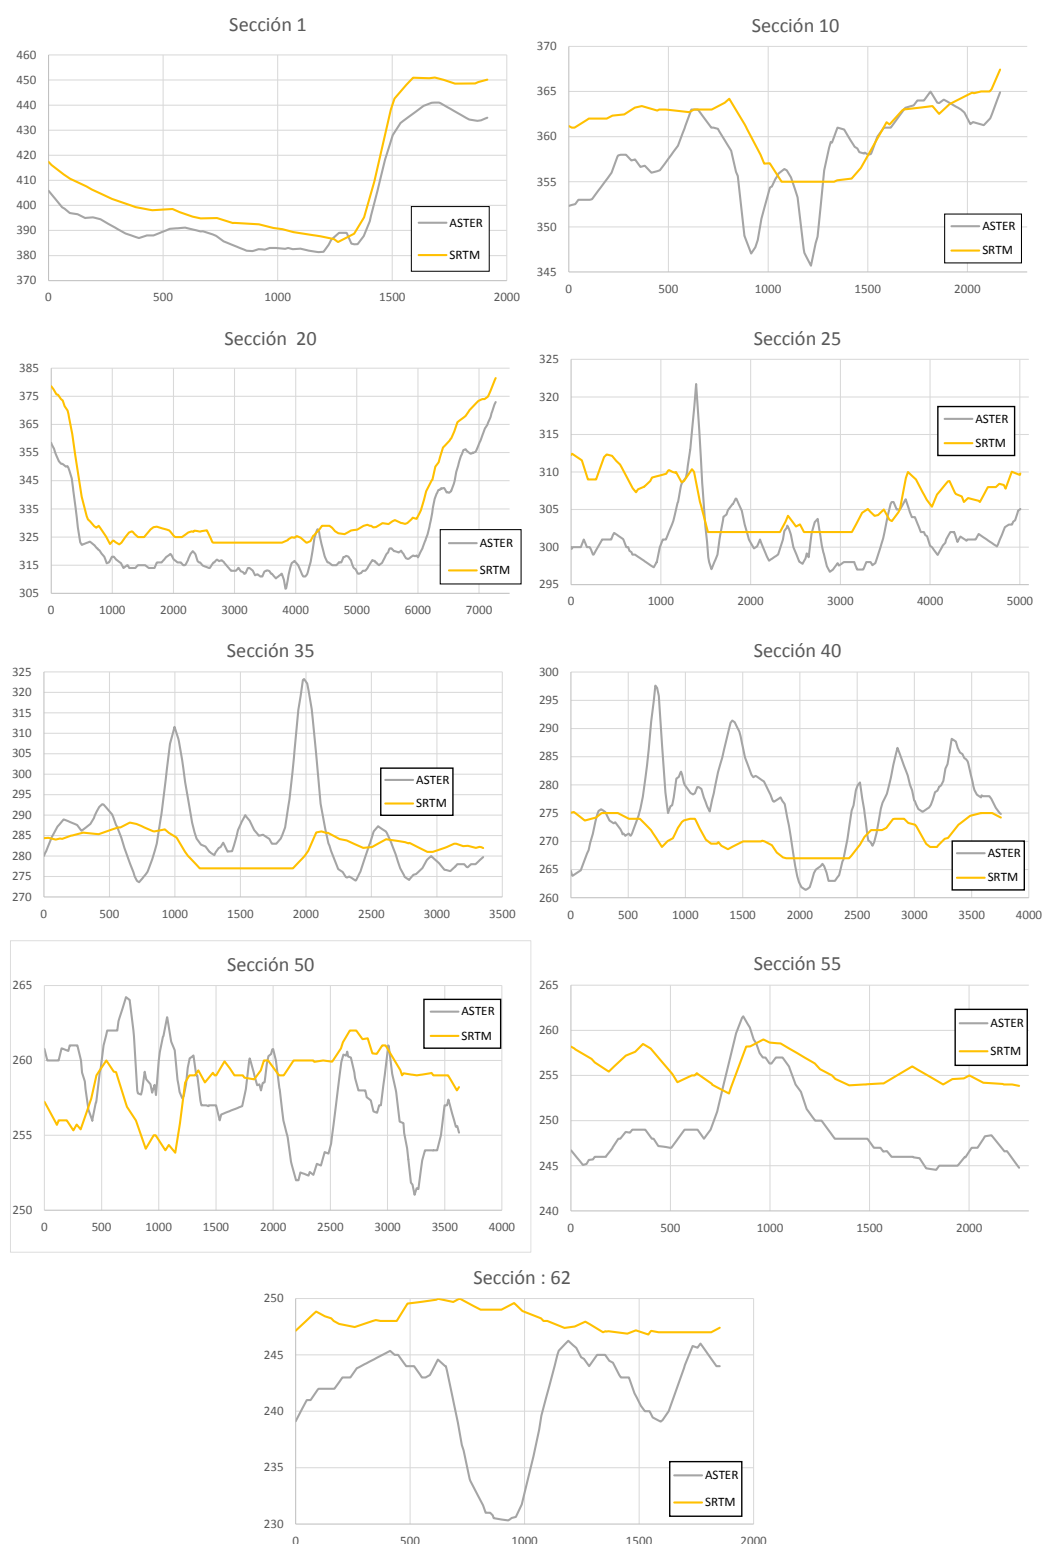 Sección 1
460
450
440
430
420
410
400
390
380
370
0 500 1000 1500 2000
ASTER
SRTM
Sección 10
370
365
360
355
350
345
0 500 1000 1500 2000
ASTER
SRTM
Sección 20
385
375
365
355
345
335
325
315
305
0 1000 2000 3000 4000 5000 6000 7000
ASTER
SRTM
Sección 25
325
320
315
310
305
300
295
0 1000 2000 3000 4000 5000
ASTER
SRTM
Sección 35
325
320
315
310
305
300
295
290
285
280
275
270
0 500 1000 1500 2000 2500 3000 3500
ASTER
SRTM
Sección 40
300
295
290
285
280
275
270
265
260
0 500 1000 1500 2000 2500 3000 3500 4000
ASTER
SRTM
Sección 50
265
260
255
250
0 500 1000 1500 2000 2500 3000 3500 4000
ASTER
SRTM
Sección 55
265
260
255
250
245
240
0 500 1000 1500 2000
ASTER
SRTM
Sección : 62
250
245
240
235
230
0 500 1000 1500 2000
ASTER
SRTM